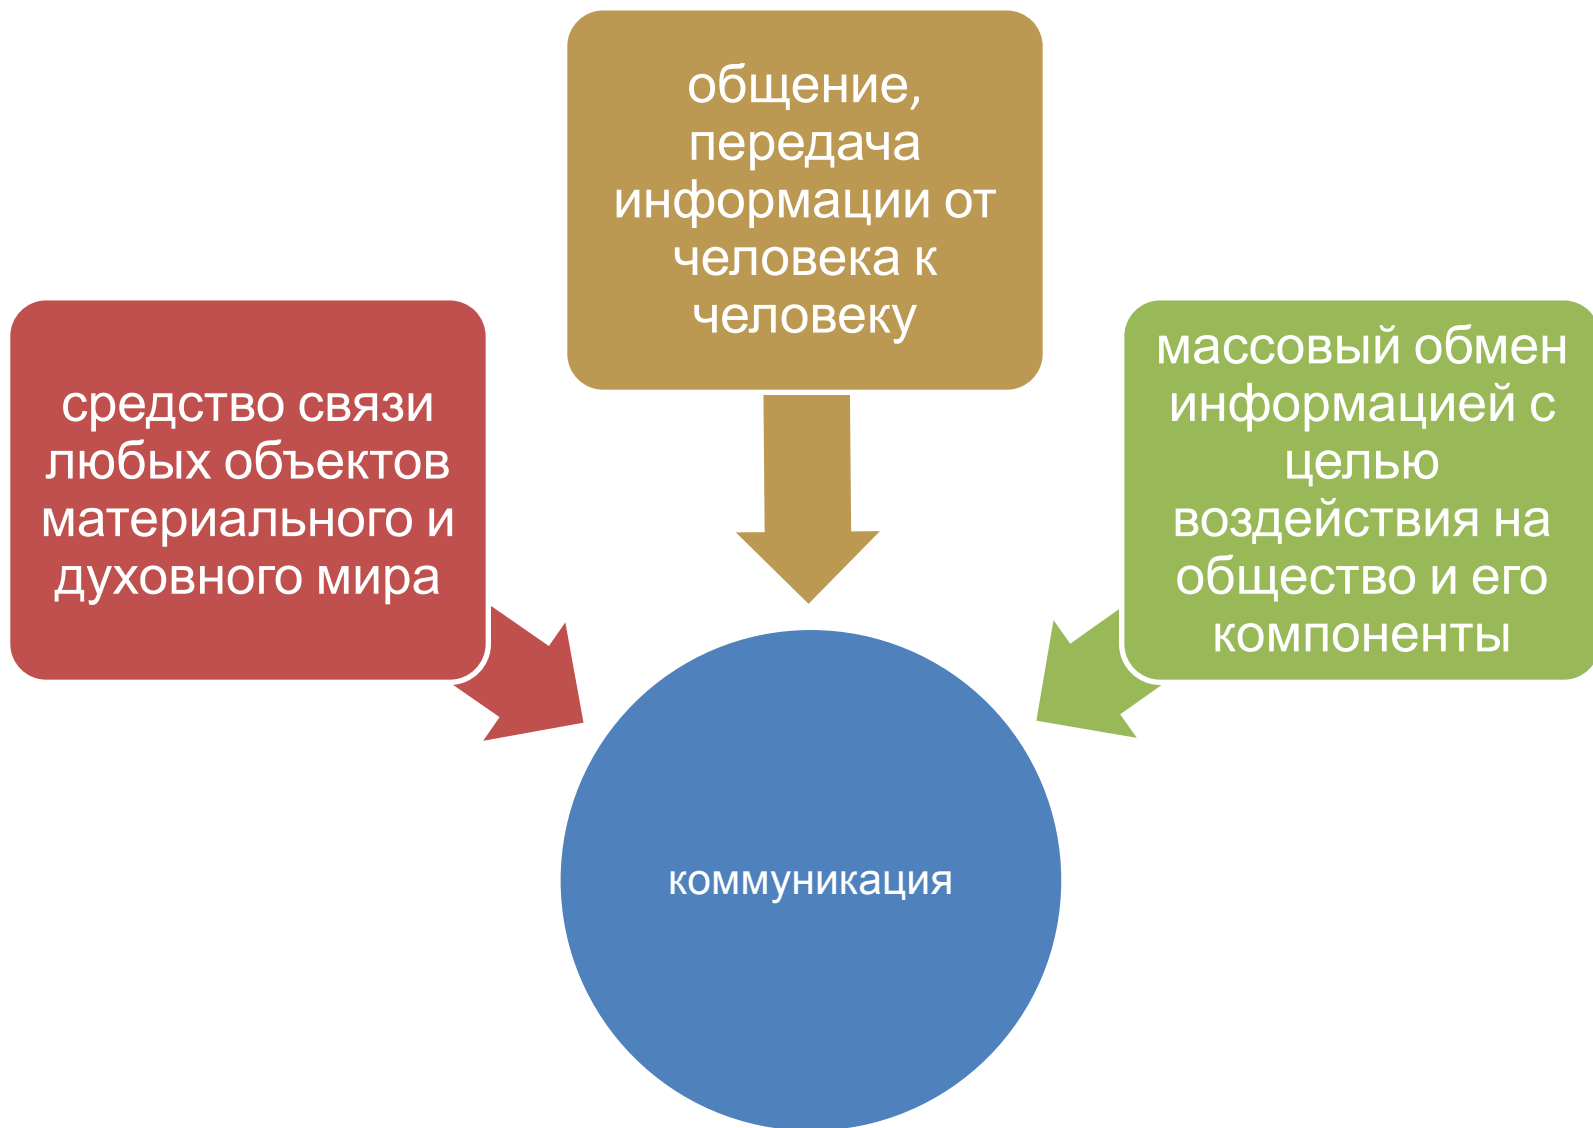 общение,
передача
информации от
человека к
человеку
средство связи
любых объектов
материального и
духовного мира
массовый обмен
информацией с
целью
воздействия на
общество и его
компоненты
коммуникация